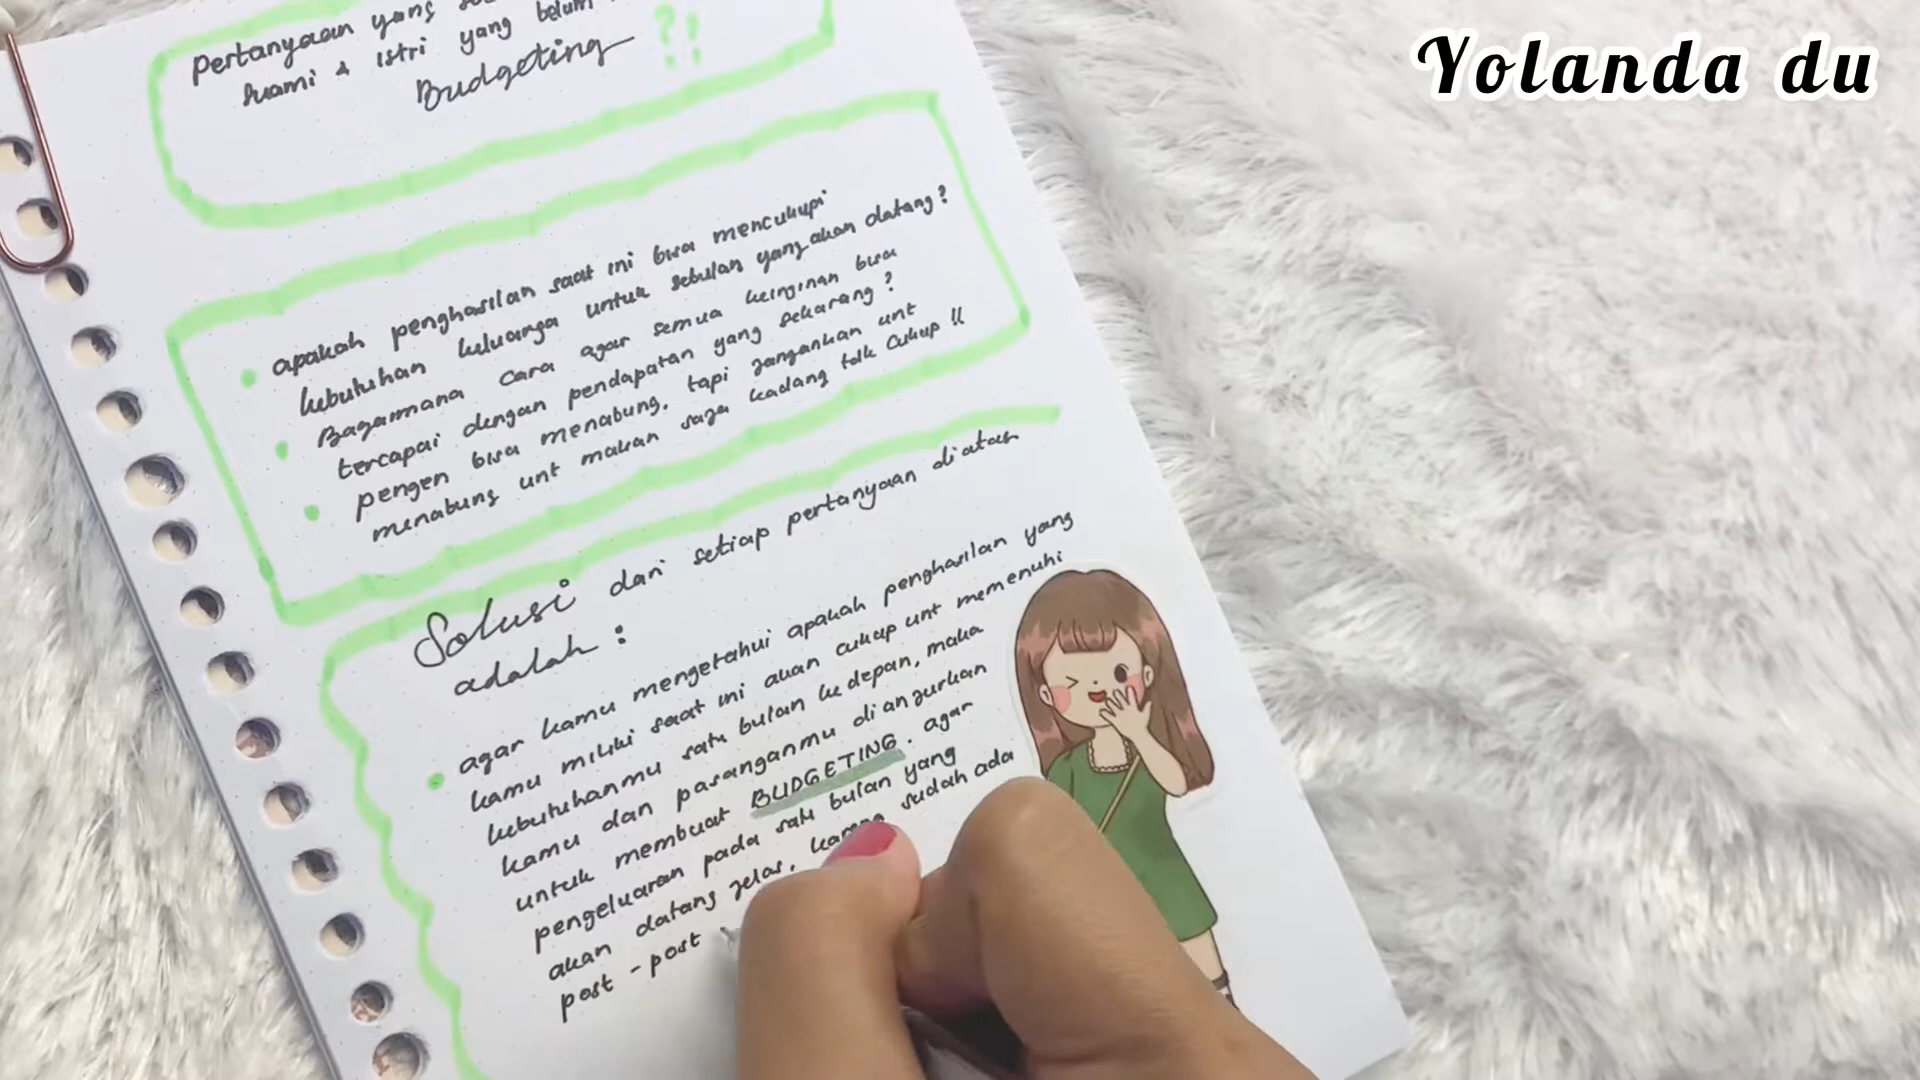 Yolanda du
pertanyaan yang
suami & istri yang belum
Budgeting ?!
apakah penghasilan saat ini bisa mencukupi
kebutuhan keluarga untuk sebulan yang akan datang?
Bagaimana cara agar semua keinginan bisa
tercapai dengan pendapatan yang sekarang?
pengen bisa menabung. tapi jangankan unt
menabung unt makan saja kadang tdk cukup !!
Solusi dari setiap pertanyaan diatas
adalah :
agar kamu mengetahui apakah penghasilan yang
kamu miliki saat ini akan cukup unt memenuhi
kebutuhanmu satu bulan kedepan, maka
kamu dan pasanganmu dianjurkan
untuk membuat BUDGETING. agar
pengeluaran pada satu bulan yang
akan datang jelas. karena sudah ada
post - post